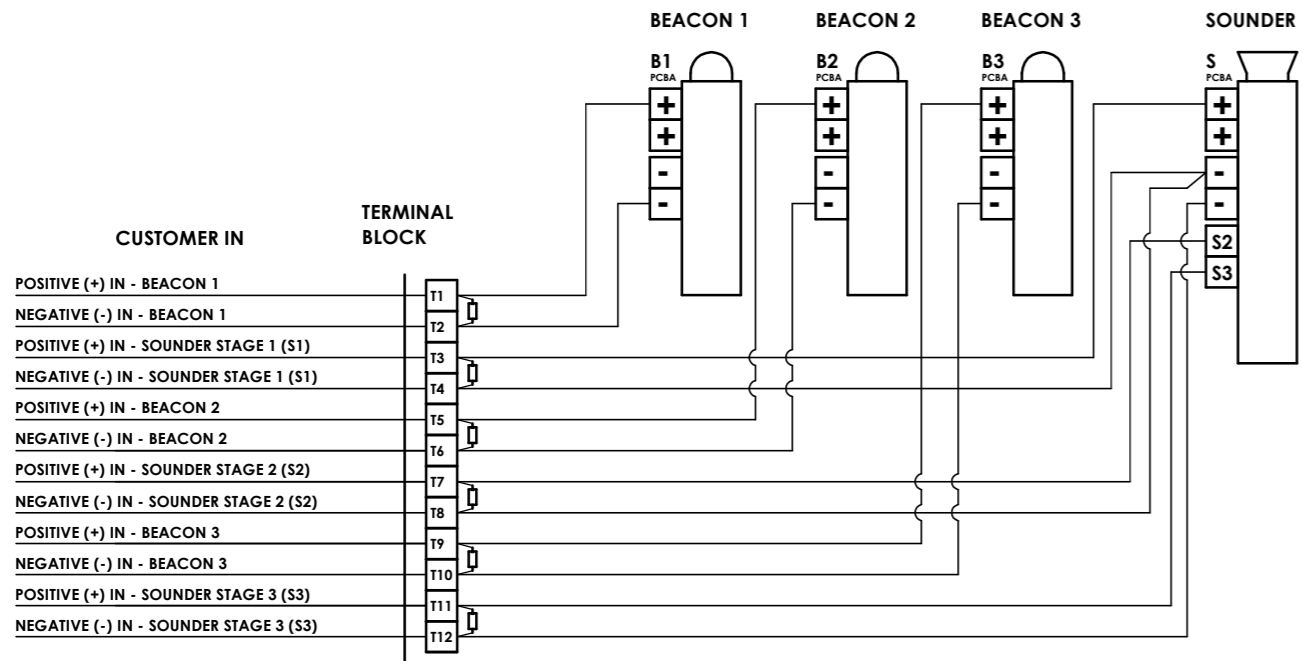 BEACON 1
BEACON 2
BEACON 3
SOUNDER
B1
PCBA
+
+
-
-
B2
PCBA
+
+
-
-
B3
PCBA
+
+
-
-
S
PCBA
+
+
-
-
S2
S3
CUSTOMER IN
TERMINAL
BLOCK
POSITIVE (+) IN - BEACON 1
T1
NEGATIVE (-) IN - BEACON 1
T2
POSITIVE (+) IN - SOUNDER STAGE 1 (S1)
T3
NEGATIVE (-) IN - SOUNDER STAGE 1 (S1)
T4
POSITIVE (+) IN - BEACON 2
T5
NEGATIVE (-) IN - BEACON 2
T6
POSITIVE (+) IN - SOUNDER STAGE 2 (S2)
T7
NEGATIVE (-) IN - SOUNDER STAGE 2 (S2)
T8
POSITIVE (+) IN - BEACON 3
T9
NEGATIVE (-) IN - BEACON 3
T10
POSITIVE (+) IN - SOUNDER STAGE 3 (S3)
T11
NEGATIVE (-) IN - SOUNDER STAGE 3 (S3)
T12